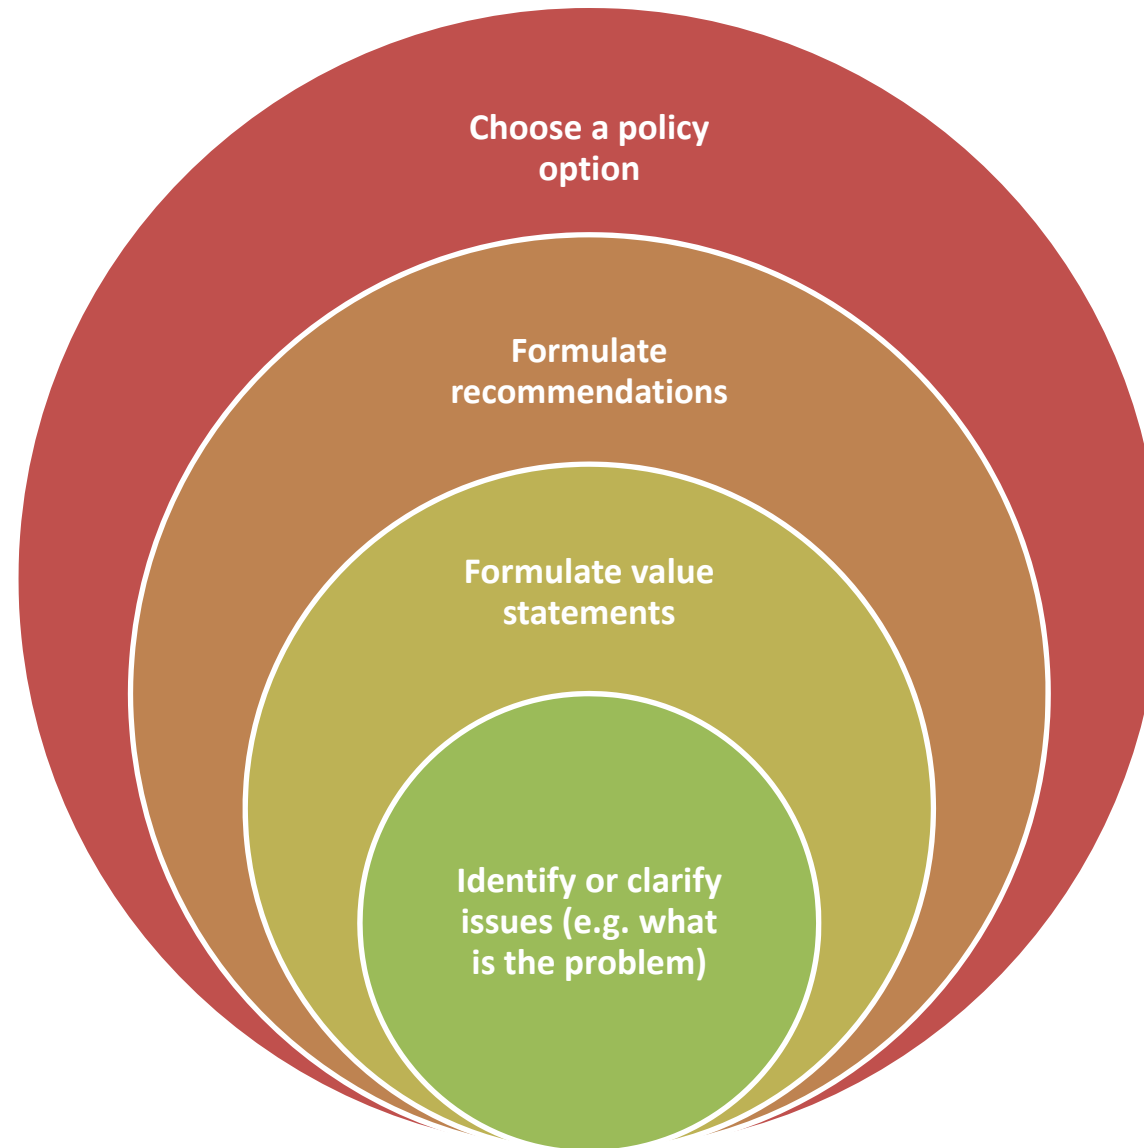 Choose a policy
option
Formulate
recommendations
Formulate value
statements
Identify or clarify
issues (e.g. what
is the problem)